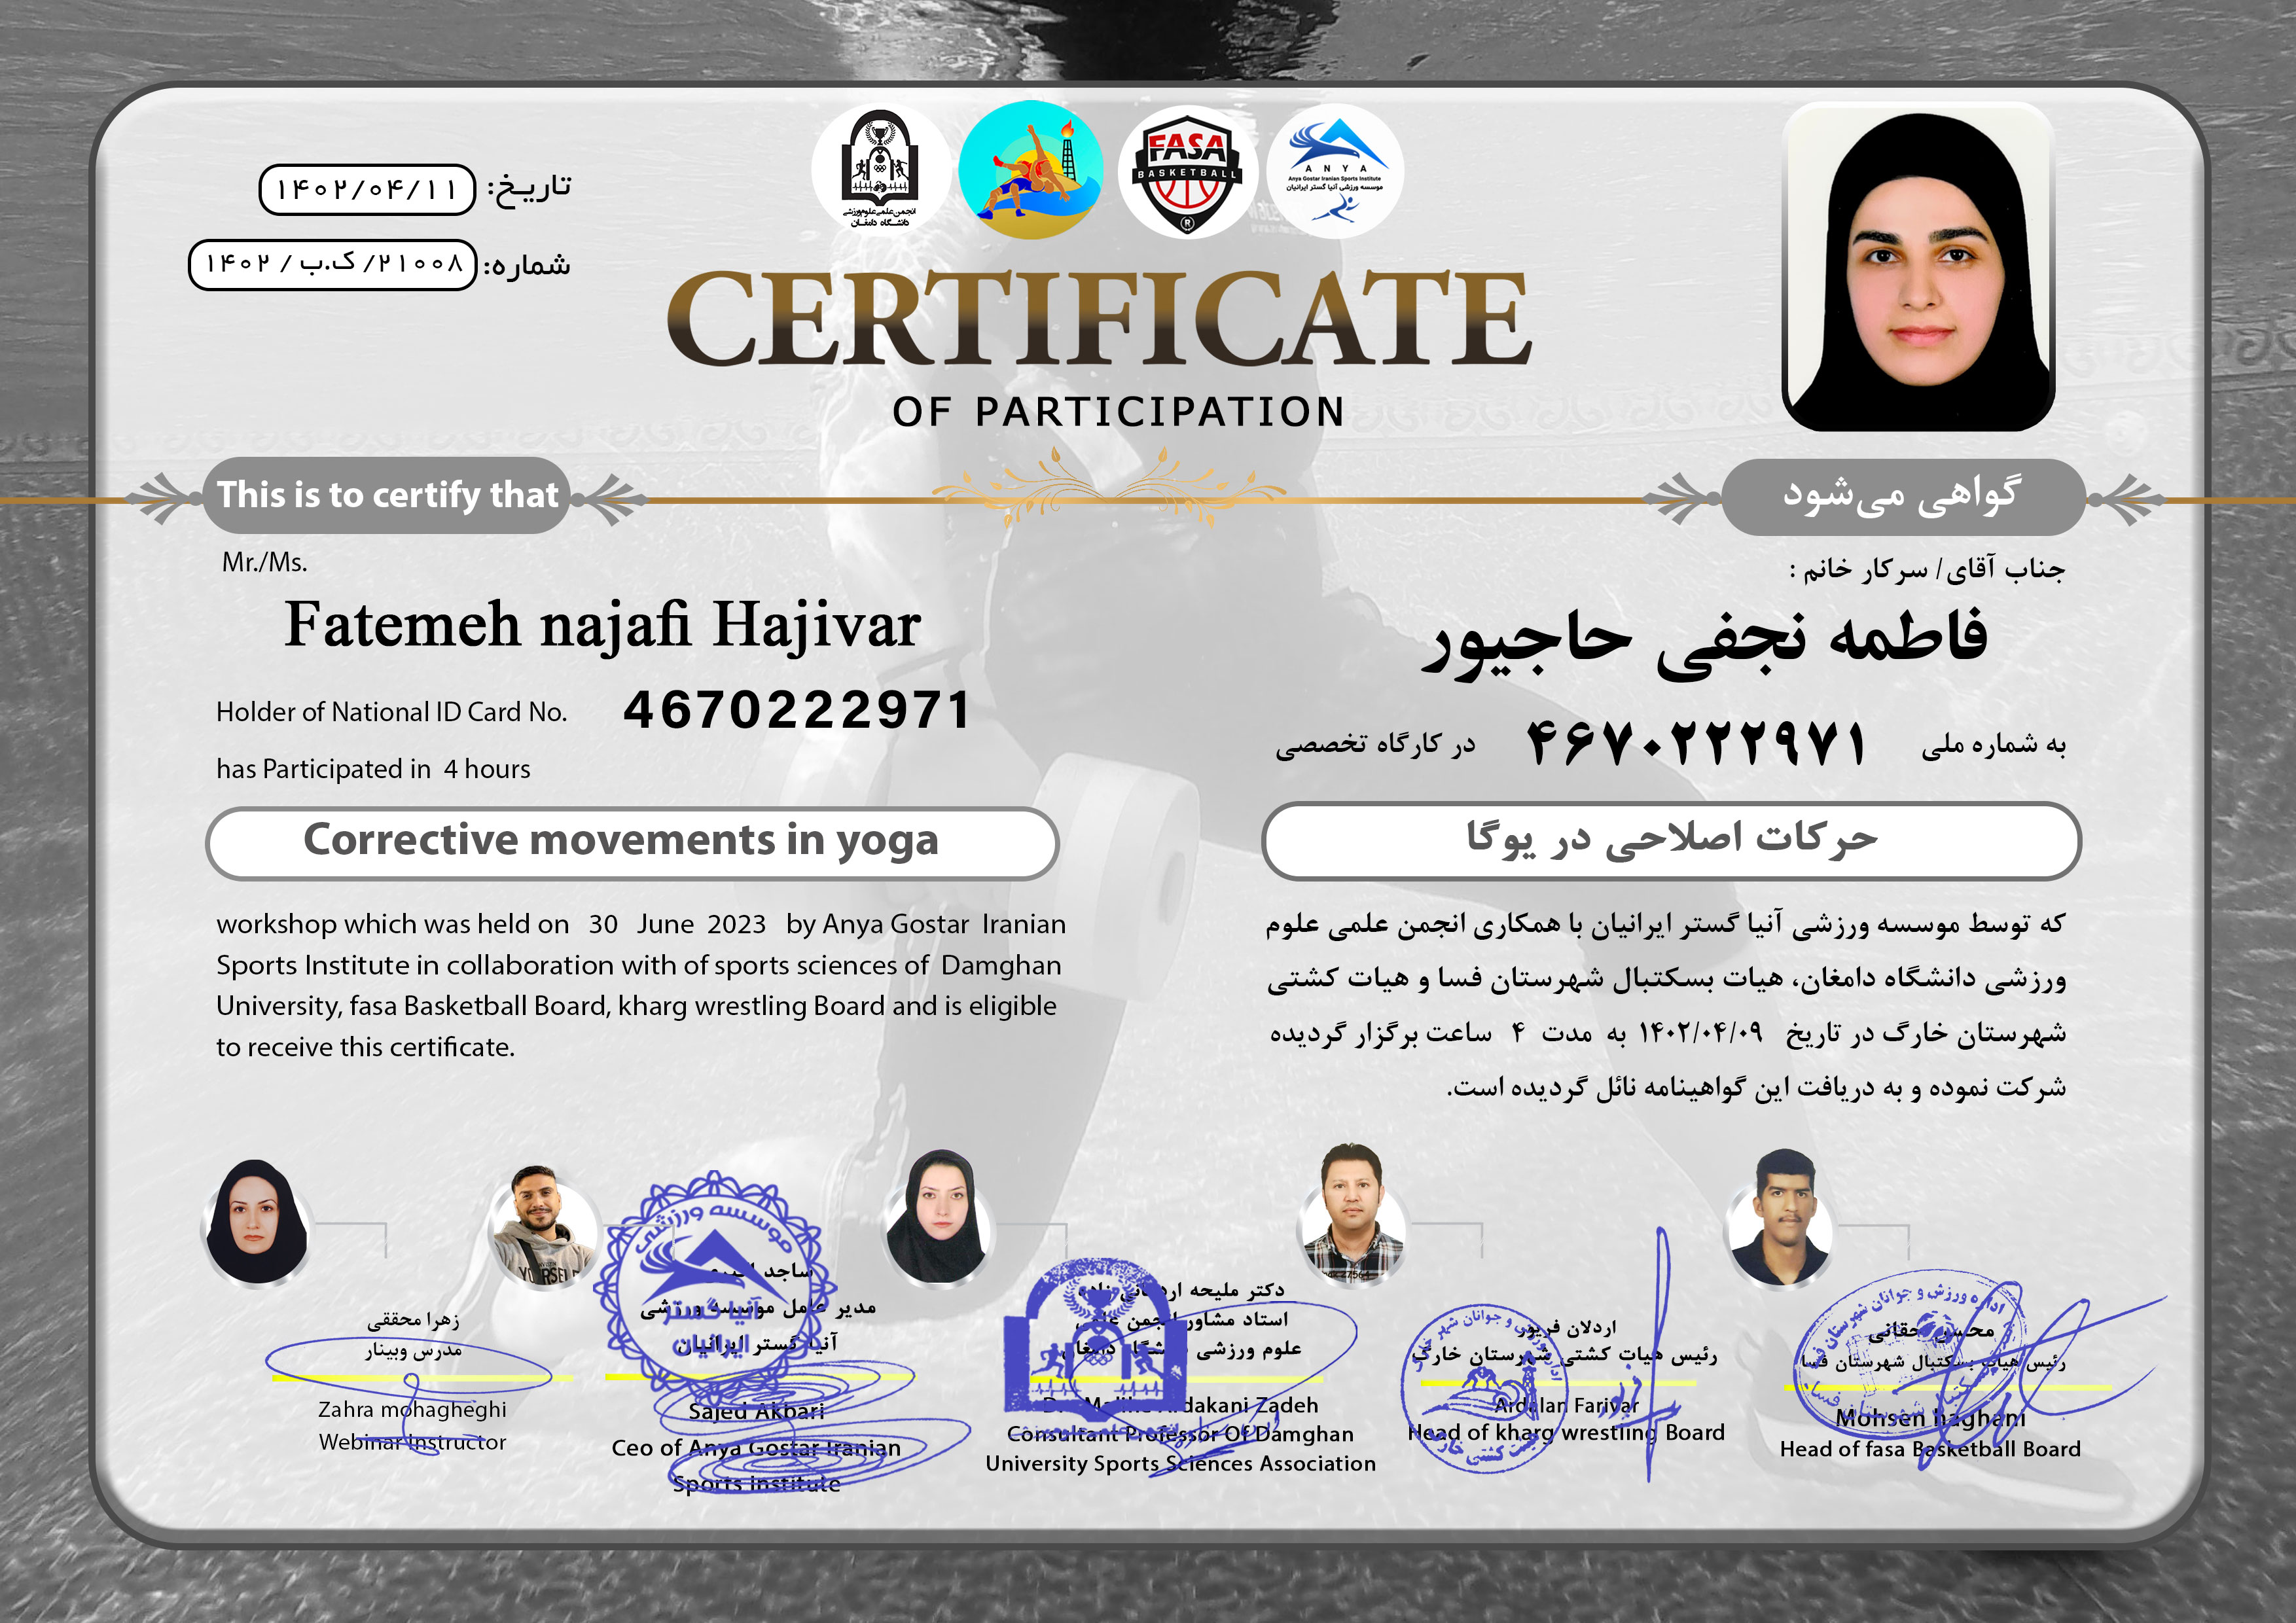 تاریخ: ۱۴۰۲/۰۴/۱۱
شماره: ۲۱۰۰۸/ ک.ب / ۱۴۰۲
انجمن علمی علوم ورزشی
دانشگاه دامغان
FASA
BASKETBALL
®
ANYA
Anya Gostar Iranian Sports Institute
موسسه ورزشی آنیا گستر ایرانیان
CERTIFICATE
OF PARTICIPATION
This is to certify that
Mr./Ms.
Fatemeh najafi Hajivar
Holder of National ID Card No. 4670222971
has Participated in 4 hours
Corrective movements in yoga
workshop which was held on 30 June 2023 by Anya Gostar Iranian
Sports Institute in collaboration with of sports sciences of Damghan
University, fasa Basketball Board, kharg wrestling Board and is eligible
to receive this certificate.
گواهی می‌شود
جناب آقای/ سرکار خانم :
فاطمه نجفی حاجیور
به شماره ملی ۴۶۷۰۲۲۲۹۷۱ در کارگاه تخصصی
حرکات اصلاحی در یوگا
که توسط موسسه ورزشی آنیا گستر ایرانیان با همکاری انجمن علمی علوم
ورزشی دانشگاه دامغان، هیات بسکتبال شهرستان فسا و هیات کشتی
شهرستان خارگ در تاریخ ۱۴۰۲/۰۴/۰۹ به مدت ۴ ساعت برگزار گردیده
شرکت نموده و به دریافت این گواهینامه نائل گردیده است.
زهرا محققی
مدرس وبینار
Zahra mohagheghi
Webinar Instructor
موسسه ورزشی
آنیا گستر
ایرانیان
ساجد
مدیر عامل موسسه ورزشی
آنیا گستر ایرانیان
Sajed Akbari
Ceo of Anya Gostar Iranian
Sports Institute
دکتر ملیحه
استاد مشاور انجمن علمی
علوم ورزشی دانشگاه دامغان
Ardakani Zadeh
Consultant Professor Of Damghan
University Sports Sciences Association
اردلان فریور
رئیس هیات کشتی شهرستان خارگ
Ardalan Farivar
Head of kharg wrestling Board
اداره ورزش و جوانان شهرستان فسا
محسن حقانی
رئیس هیات بسکتبال شهرستان فسا
Mohsen haghani
Head of fasa Basketball Board